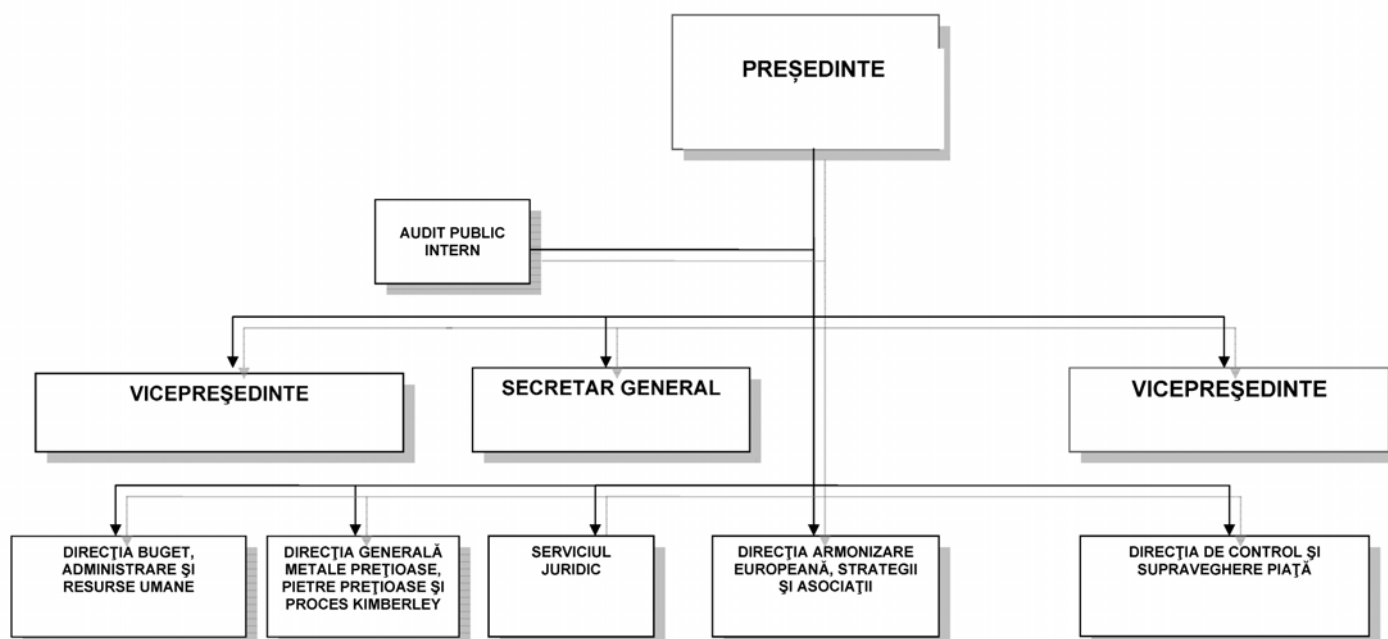 PREȘEDINTE
AUDIT PUBLIC
INTERN
VICEPREŞEDINTE
SECRETAR GENERAL
VICEPREŞEDINTE
DIRECŢIA BUGET,
ADMINISTRARE ŞI
RESURSE UMANE
DIRECŢIA GENERALĂ
METALE PREŢIOASE,
PIETRE PREŢIOASE ŞI
PROCES KIMBERLEY
SERVICIUL
JURIDIC
DIRECŢIA ARMONIZARE
EUROPEANĂ, STRATEGII
ŞI ASOCIAŢII
DIRECŢIA DE CONTROL ŞI
SUPRAVEGHERE PIAŢĂ